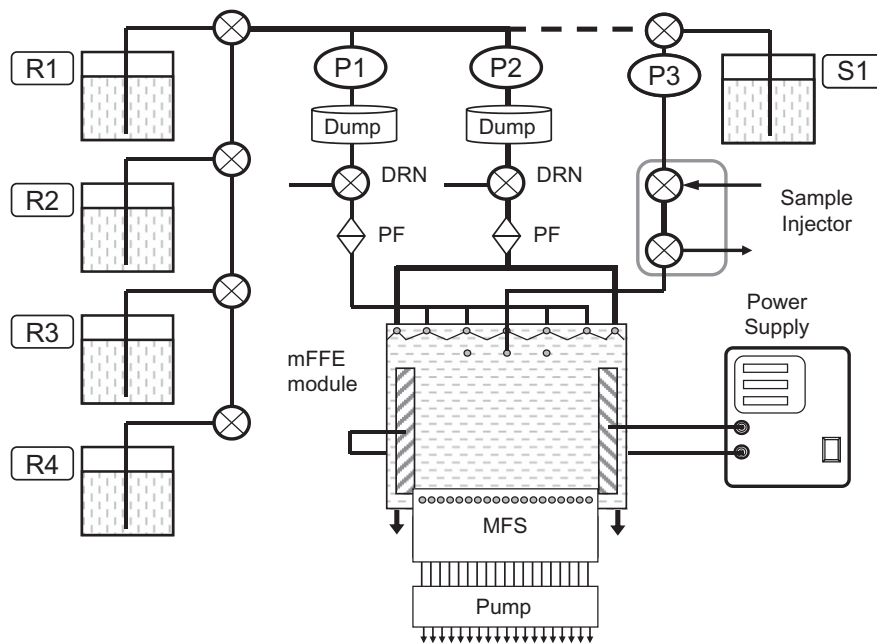 R1
P1
P2
P3
S1
Dump
Dump
DRN
DRN
R2
Sample
Injector
PF
PF
R3
Power
Supply
mFFE
module
R4
MFS
Pump